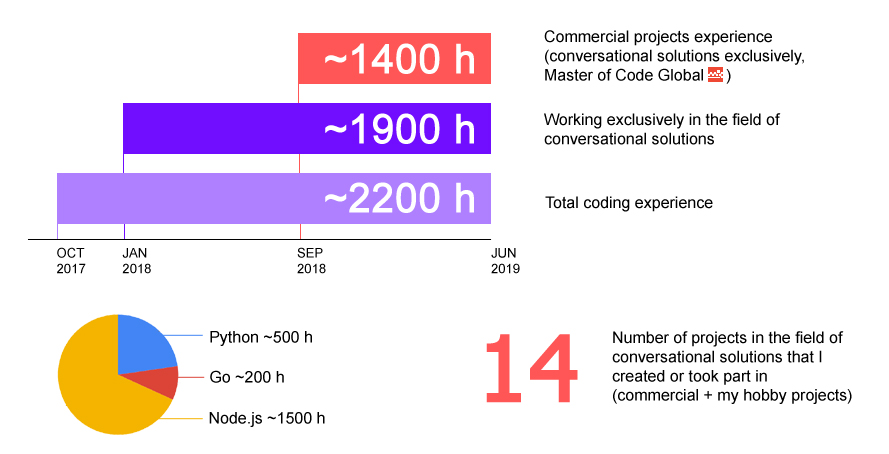 ~1400 h
Commercial projects experience
(conversational solutions exclusively,
Master of Code Global )
~1900 h
Working exclusively in the field of
conversational solutions
~2200 h
Total coding experience
OCT
2017
JAN
2018
SEP
2018
JUN
2019
Python ~500 h
Go ~200 h
Node.js ~1500 h
14
Number of projects in the field of
conversational solutions that I
created or took part in
(commercial + my hobby projects)